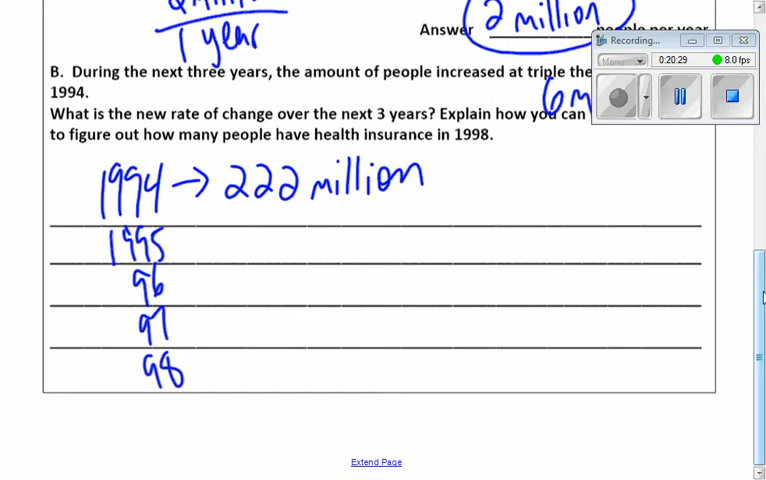 1 year
Answer 2 million people per year
B. During the next three years, the amount of people increased at triple the
1994.
6 m
What is the new rate of change over the next 3 years? Explain how you can
to figure out how many people have health insurance in 1998.
1994 → 222 million
1995
96
97
98
Extend Page
Recording...
Menu
0:20:29
8.0 fps